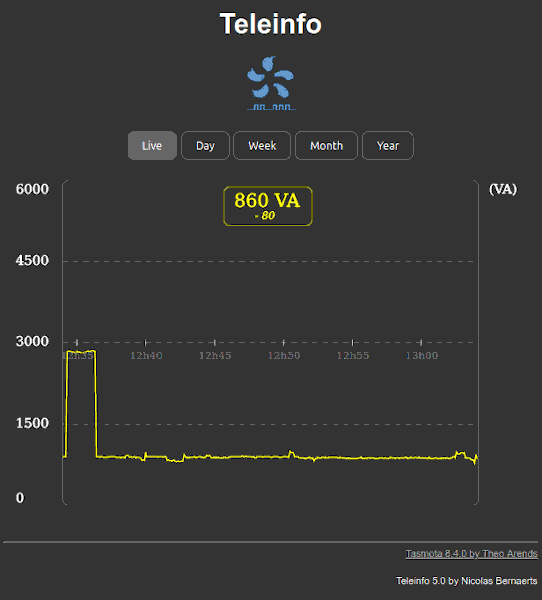 Teleinfo
Live Day Week Month Year
6000 (VA)
860 VA
- 80
4500
3000
12h35 12h40 12h45 12h50 12h55 13h00
1500
0
Tasmota 8.4.0 by Theo Arends
Teleinfo 5.0 by Nicolas Bernaerts